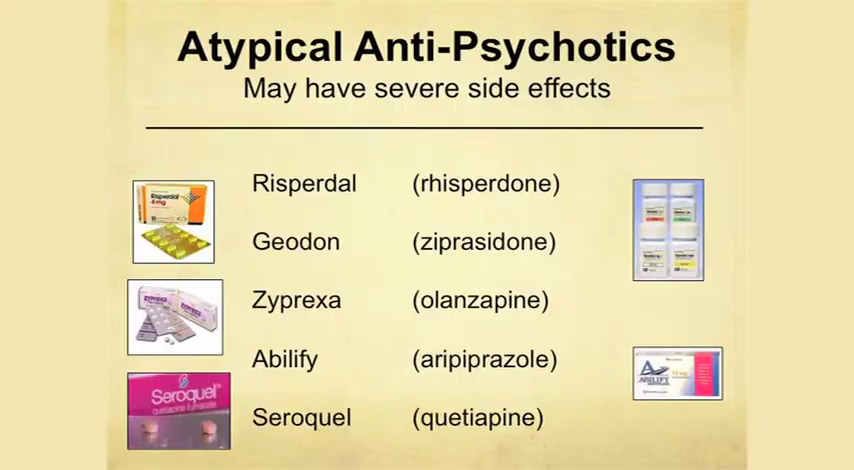 Atypical Anti-Psychotics
May have severe side effects
Risperdal (rhisperdone)
Geodon (ziprasidone)
Zyprexa (olanzapine)
Abilify (aripiprazole)
Seroquel (quetiapine)
Risperdal
4 mg
ZYPREXA
Seroquel
quetiapine fumarate
ABILIFY